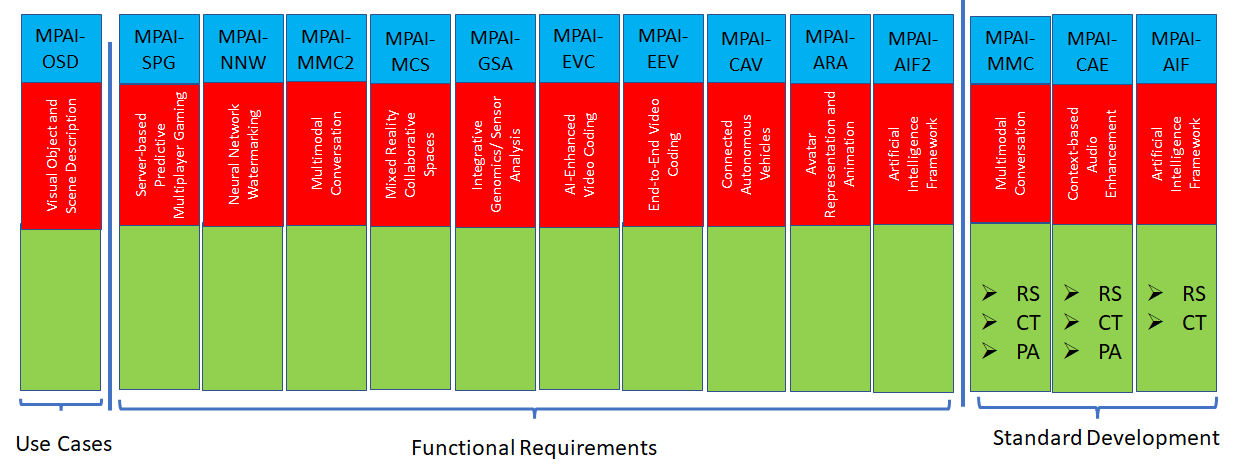 MPAI-
OSD
Visual Object and
Scene Description
MPAI-
SPG
Server-based
Predictive
Multiplayer Gaming
MPAI-
NNW
Neural Network
Watermarking
MPAI-
MMC2
Multimodal
Conversation
MPAI-
MCS
Mixed Reality
Collaborative
Spaces
MPAI-
GSA
Integrative
Genomics/ Sensor
Analysis
MPAI-
EVC
AI-Enhanced
Video Coding
MPAI-
EEV
End-to-End Video
Coding
MPAI-
CAV
Connected
Autonomous
Vehicles
MPAI-
ARA
Avatar
Representation and
Animation
MPAI-
AIF2
Artificial
Intelligence
Framework
MPAI-
MMC
Multimodal
Conversation
➢ RS
➢ CT
➢ PA
MPAI-
CAE
Context-based
Audio
Enhancement
➢ RS
➢ CT
➢ PA
MPAI-
AIF
Artificial
Intelligence
Framework
➢ RS
➢ CT
Use Cases
Functional Requirements
Standard Development